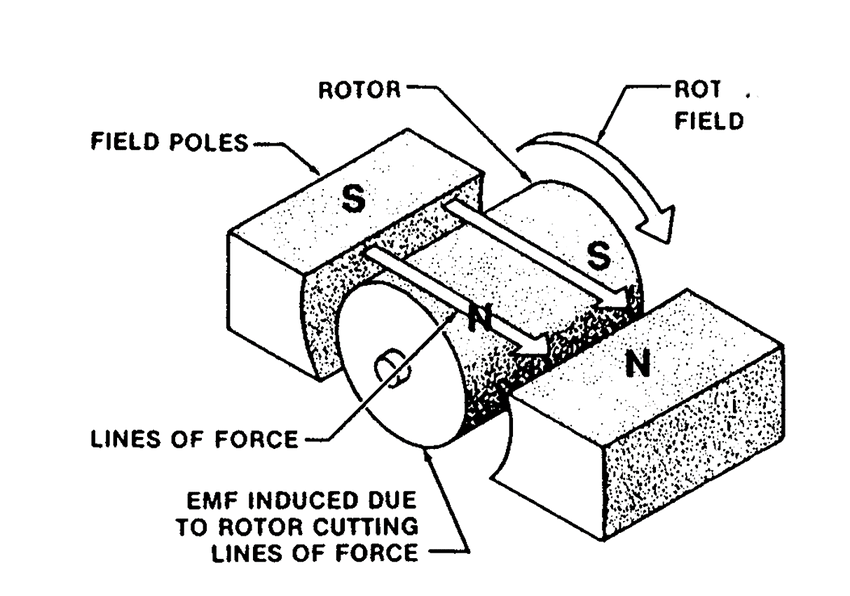 ROTOR
ROT .
FIELD
FIELD POLES
S
S
N
N
LINES OF FORCE
EMF INDUCED DUE
TO ROTOR CUTTING
LINES OF FORCE